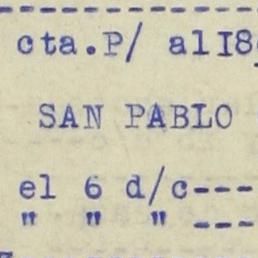 cta.P/ al18
SAN PABLO
el 6 d/c---
" " " ---